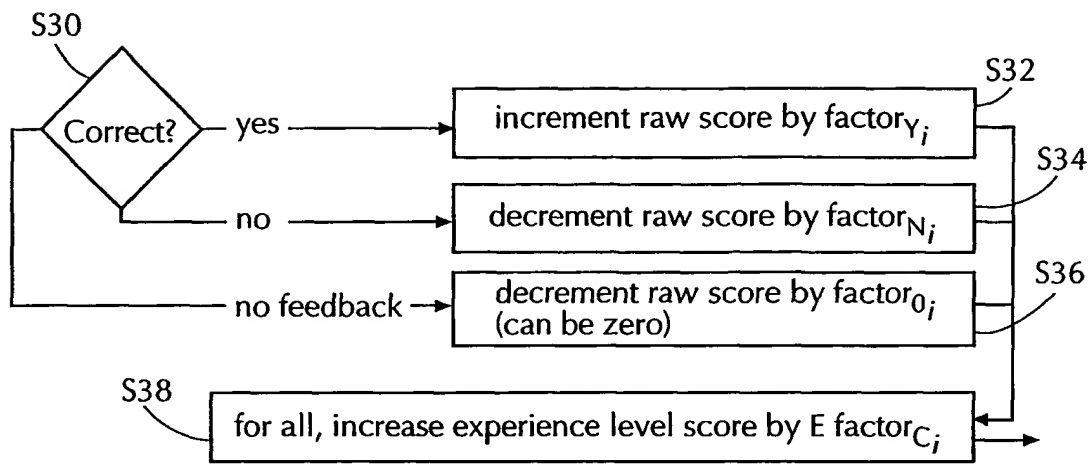 S30
Correct?
yes
S32
increment raw score by factorYi
no
S34
decrement raw score by factorNi
no feedback
S36
decrement raw score by factor0i
(can be zero)
S38
for all, increase experience level score by E factorCi